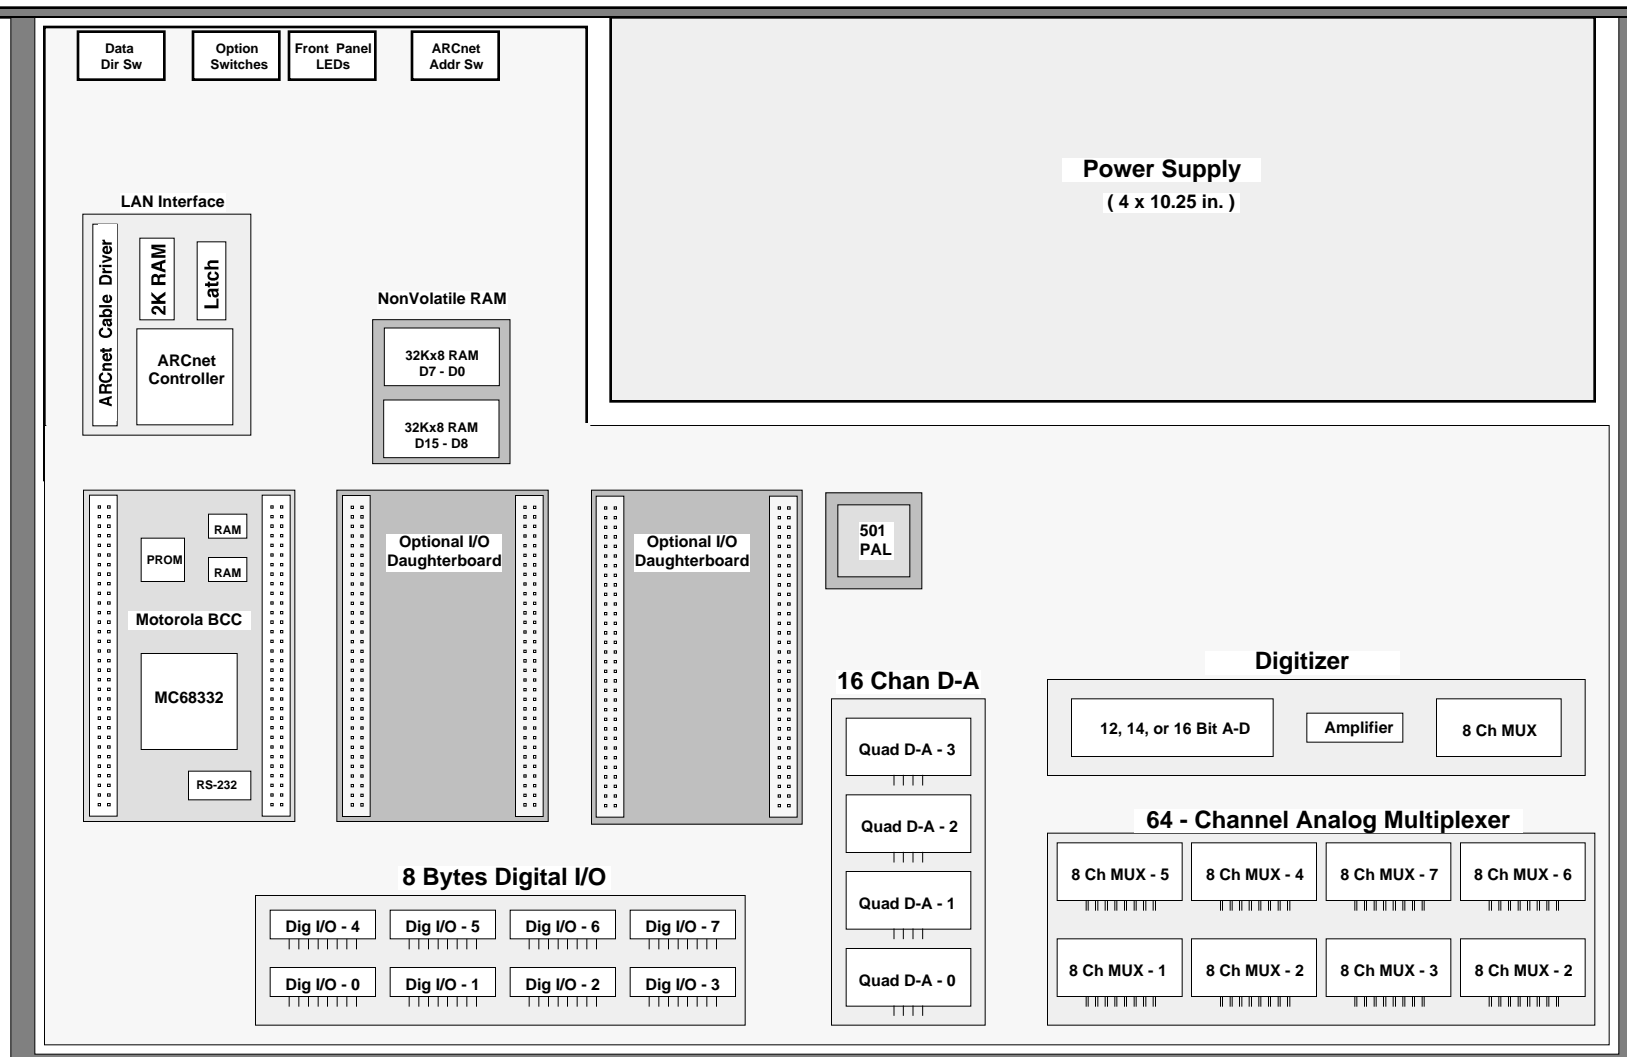 Data
Dir Sw
Option
Switches
Front Panel
LEDs
ARCnet
Addr Sw
Power Supply
( 4 x 10.25 in. )
LAN Interface
ARCnet Cable Driver
2K RAM
Latch
ARCnet
Controller
NonVolatile RAM
32Kx8 RAM
D7 - D0
32Kx8 RAM
D15 - D8
RAM
PROM
RAM
Motorola BCC
MC68332
RS-232
Optional I/O
Daughterboard
Optional I/O
Daughterboard
501
PAL
16 Chan D-A
Quad D-A - 3
Quad D-A - 2
Quad D-A - 1
Quad D-A - 0
Digitizer
12, 14, or 16 Bit A-D
Amplifier
8 Ch MUX
64 - Channel Analog Multiplexer
8 Ch MUX - 5
8 Ch MUX - 4
8 Ch MUX - 7
8 Ch MUX - 6
8 Ch MUX - 1
8 Ch MUX - 2
8 Ch MUX - 3
8 Ch MUX - 2
8 Bytes Digital I/O
Dig I/O - 4
Dig I/O - 5
Dig I/O - 6
Dig I/O - 7
Dig I/O - 0
Dig I/O - 1
Dig I/O - 2
Dig I/O - 3